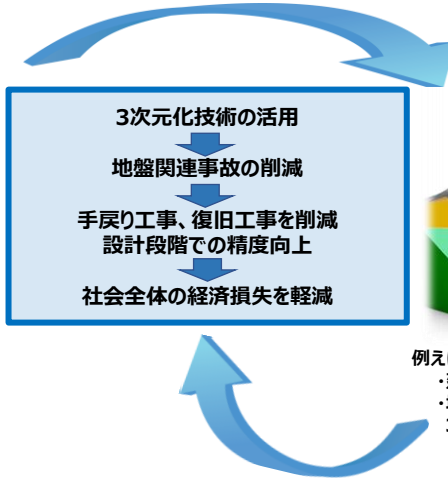 3次元化技術の活用
地盤関連事故の削減
手戻り工事、復旧工事を削減
設計段階での精度向上
社会全体の経済損失を軽減
例え